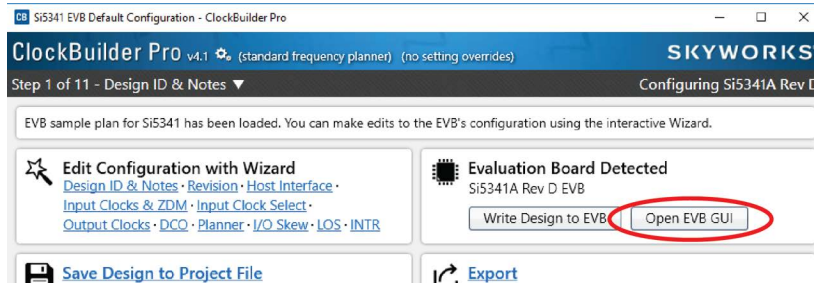 CB Si5341 EVB Default Configuration - ClockBuilder Pro
ClockBuilder Pro v4.1 (standard frequency planner) (no setting overrides) SKYWORKS
Step 1 of 11 - Design ID & Notes ▼ Configuring Si5341A Rev D
EVB sample plan for Si5341 has been loaded. You can make edits to the EVB's configuration using the interactive Wizard.
Edit Configuration with Wizard
Design ID & Notes · Revision · Host Interface ·
Input Clocks & ZDM · Input Clock Select ·
Output Clocks · DCO · Planner · I/O Skew · LOS · INTR
Evaluation Board Detected
Si5341A Rev D EVB
Write Design to EVB Open EVB GUI
Save Design to Project File
Export